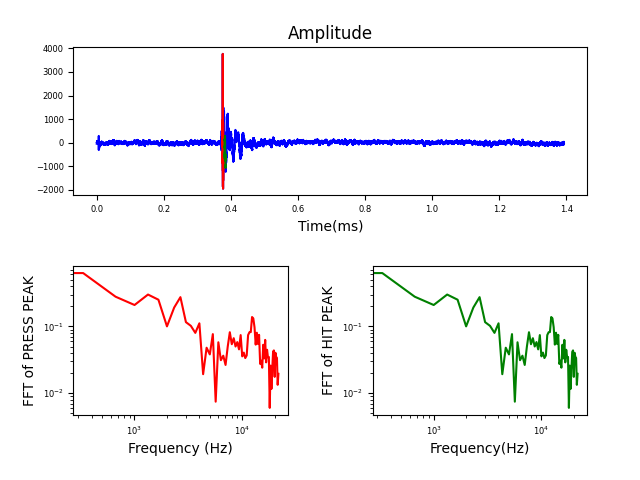 Amplitude
4000
3000
2000
1000
0
−1000
−2000
0.0 0.2 0.4 0.6 0.8 1.0 1.2 1.4
Time(ms)
FFT of PRESS PEAK
10⁻¹
10⁻²
10³ 10⁴
Frequency (Hz)
FFT of HIT PEAK
10⁻¹
10⁻²
10³ 10⁴
Frequency(Hz)